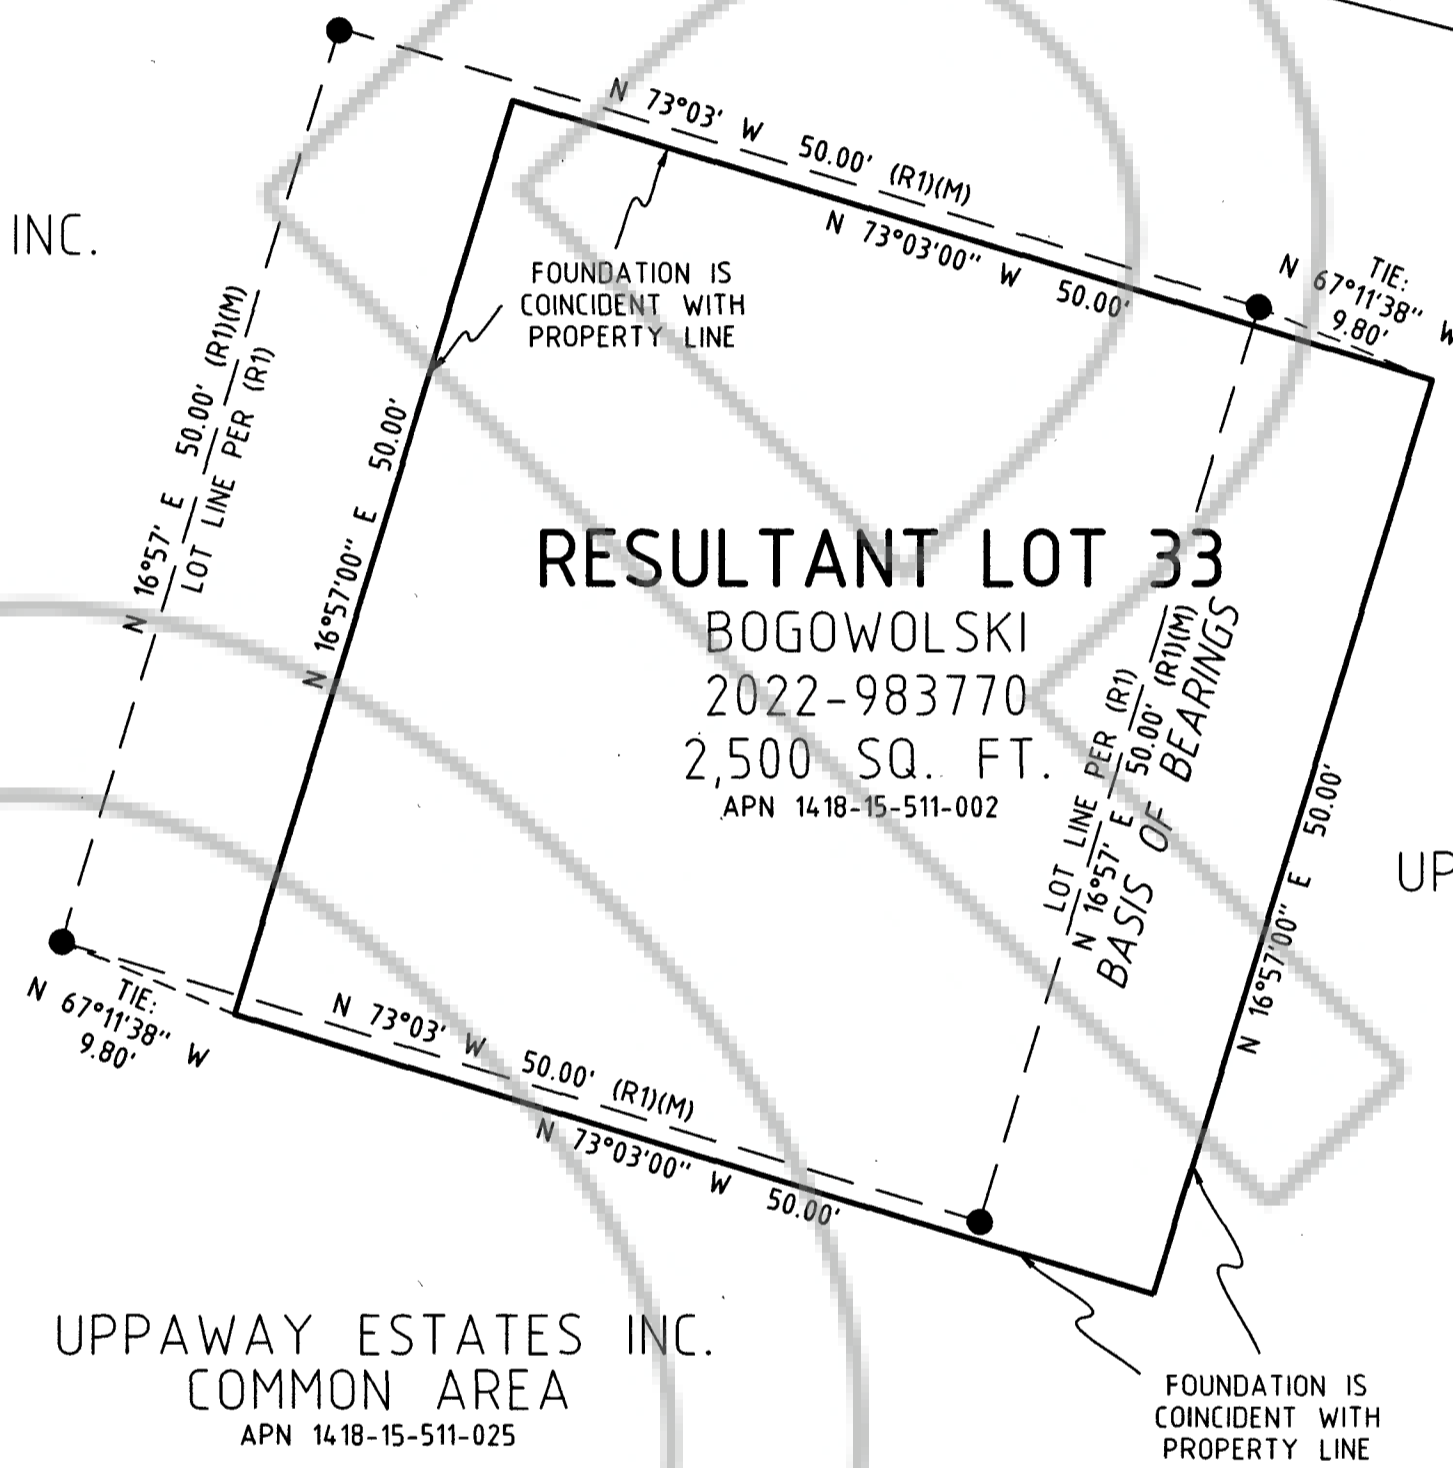 N 73°03' W 50.00' (R1)(M)
N 73°03'00" W 50.00'
TIE:
N 67°11'38" W
9.80'
INC.
FOUNDATION IS
COINCIDENT WITH
PROPERTY LINE
N 16°57' E 50.00' (R1)(M)
LOT LINE PER (R1)
N 16°57'00" E 50.00'
RESULTANT LOT 33
BOGOWOLSKI
2022-983770
2,500 SQ. FT.
APN 1418-15-511-002
LOT LINE PER (R1)
N 16°57' E 50.00' (R1)(M)
BASIS OF BEARINGS
N 16°57'00" E 50.00'
UP
TIE:
N 67°11'38" W
9.80'
N 73°03' W 50.00' (R1)(M)
N 73°03'00" W 50.00'
UPPAWAY ESTATES INC.
COMMON AREA
APN 1418-15-511-025
FOUNDATION IS
COINCIDENT WITH
PROPERTY LINE